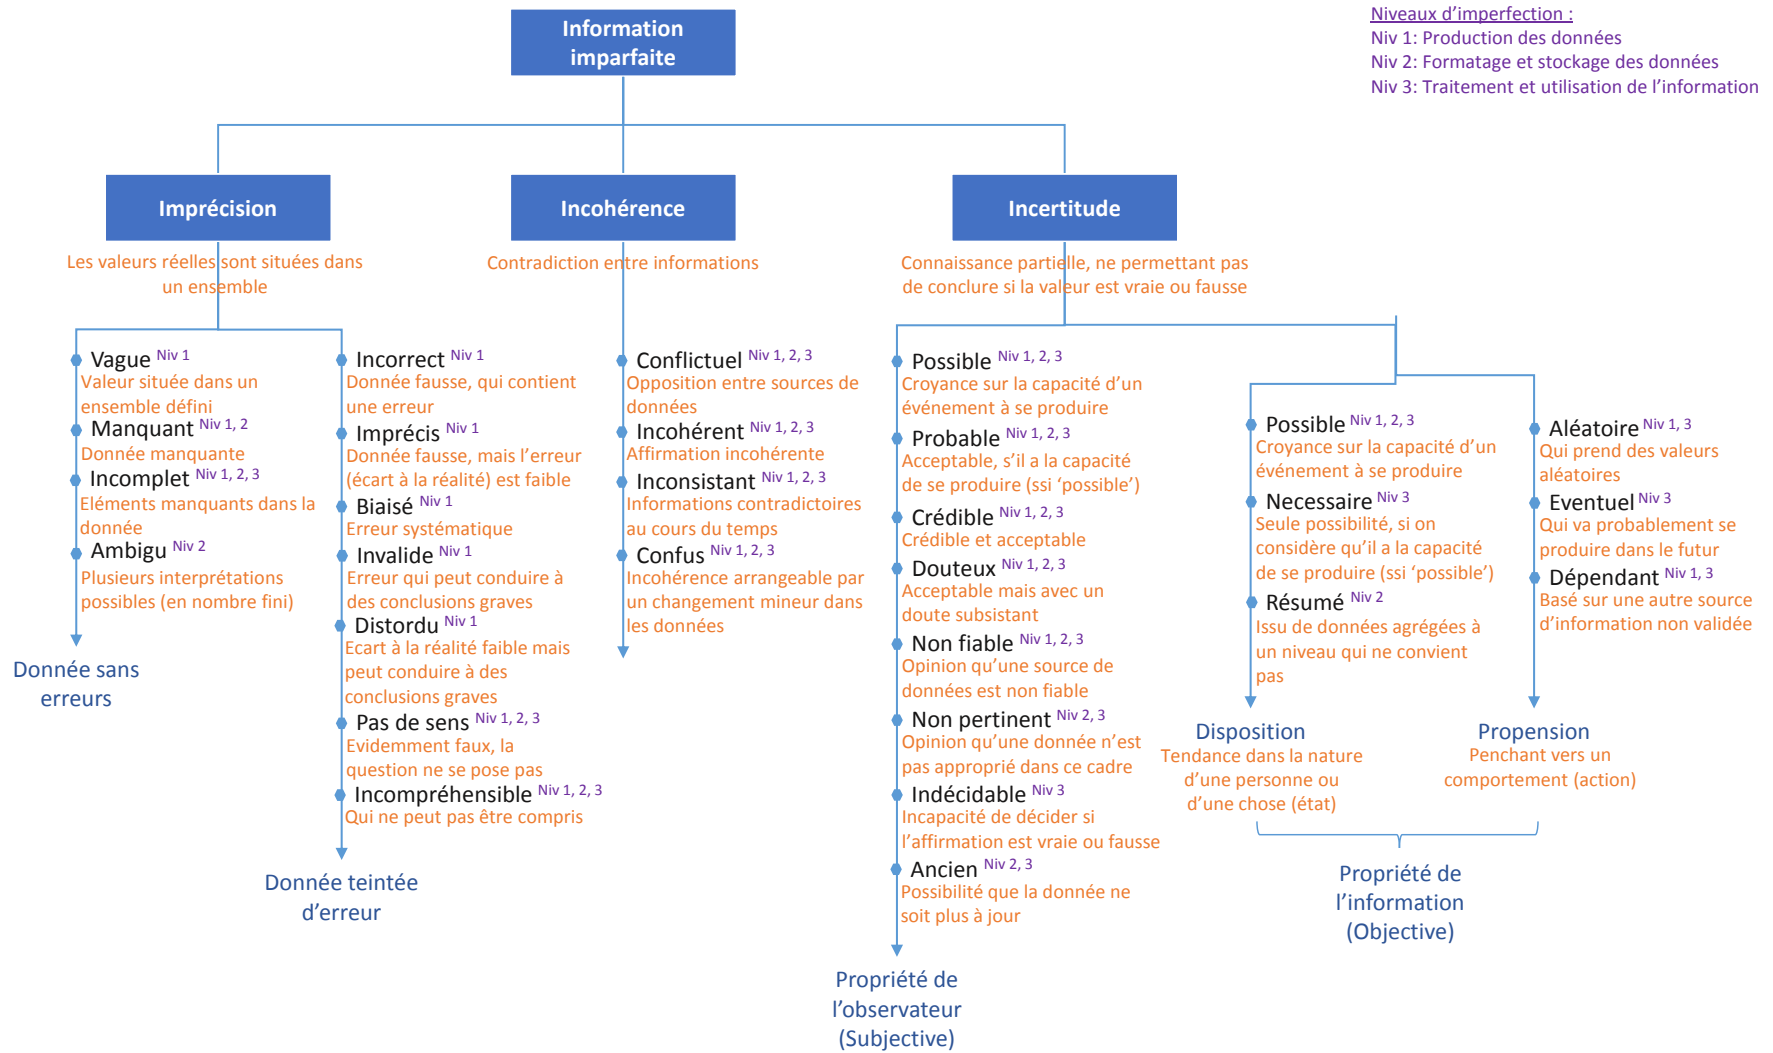 Information
imparfaite
Niveaux d’imperfection :
Niv 1: Production des données
Niv 2: Formatage et stockage des données
Niv 3: Traitement et utilisation de l’information
Imprécision
Les valeurs réelles sont situées dans
un ensemble
Vague Niv 1
Valeur située dans un
ensemble défini
Manquant Niv 1, 2
Donnée manquante
Incomplet Niv 1, 2, 3
Eléments manquants dans la
donnée
Ambigu Niv 2
Plusieurs interprétations
possibles (en nombre fini)
Donnée sans
erreurs
Incorrect Niv 1
Donnée fausse, qui contient
une erreur
Imprécis Niv 1
Donnée fausse, mais l’erreur
(écart à la réalité) est faible
Biaisé Niv 1
Erreur systématique
Invalide Niv 1
Erreur qui peut conduire à
des conclusions graves
Distordu Niv 1
Ecart à la réalité faible mais
peut conduire à des
conclusions graves
Pas de sens Niv 1, 2, 3
Evidemment faux, la
question ne se pose pas
Incompréhensible Niv 1, 2, 3
Qui ne peut pas être compris
Donnée teintée
d’erreur
Incohérence
Contradiction entre informations
Conflictuel Niv 1, 2, 3
Opposition entre sources de
données
Incohérent Niv 1, 2, 3
Affirmation incohérente
Inconsistant Niv 1, 2, 3
Informations contradictoires
au cours du temps
Confus Niv 1, 2, 3
Incohérence arrangeable par
un changement mineur dans
les données
Incertitude
Connaissance partielle, ne permettant pas
de conclure si la valeur est vraie ou fausse
Possible Niv 1, 2, 3
Croyance sur la capacité d’un
événement à se produire
Probable Niv 1, 2, 3
Acceptable, s’il a la capacité
de se produire (ssi ‘possible’)
Crédible Niv 1, 2, 3
Crédible et acceptable
Douteux Niv 1, 2, 3
Acceptable mais avec un
doute subsistant
Non fiable Niv 1, 2, 3
Opinion qu’une source de
données est non fiable
Non pertinent Niv 2, 3
Opinion qu’une donnée n’est
pas approprié dans ce cadre
Indécidable Niv 3
Incapacité de décider si
l’affirmation est vraie ou fausse
Ancien Niv 2, 3
Possibilité que la donnée ne
soit plus à jour
Propriété de
l’observateur
(Subjective)
Possible Niv 1, 2, 3
Croyance sur la capacité d’un
événement à se produire
Necessaire Niv 3
Seule possibilité, si on
considère qu’il a la capacité
de se produire (ssi ‘possible’)
Résumé Niv 2
Issu de données agrégées à
un niveau qui ne convient
pas
Disposition
Tendance dans la nature
d’une personne ou
d’une chose (état)
Aléatoire Niv 1, 3
Qui prend des valeurs
aléatoires
Eventuel Niv 3
Qui va probablement se
produire dans le futur
Dépendant Niv 1, 3
Basé sur une autre source
d’information non validée
Propension
Penchant vers un
comportement (action)
Propriété de
l’information
(Objective)